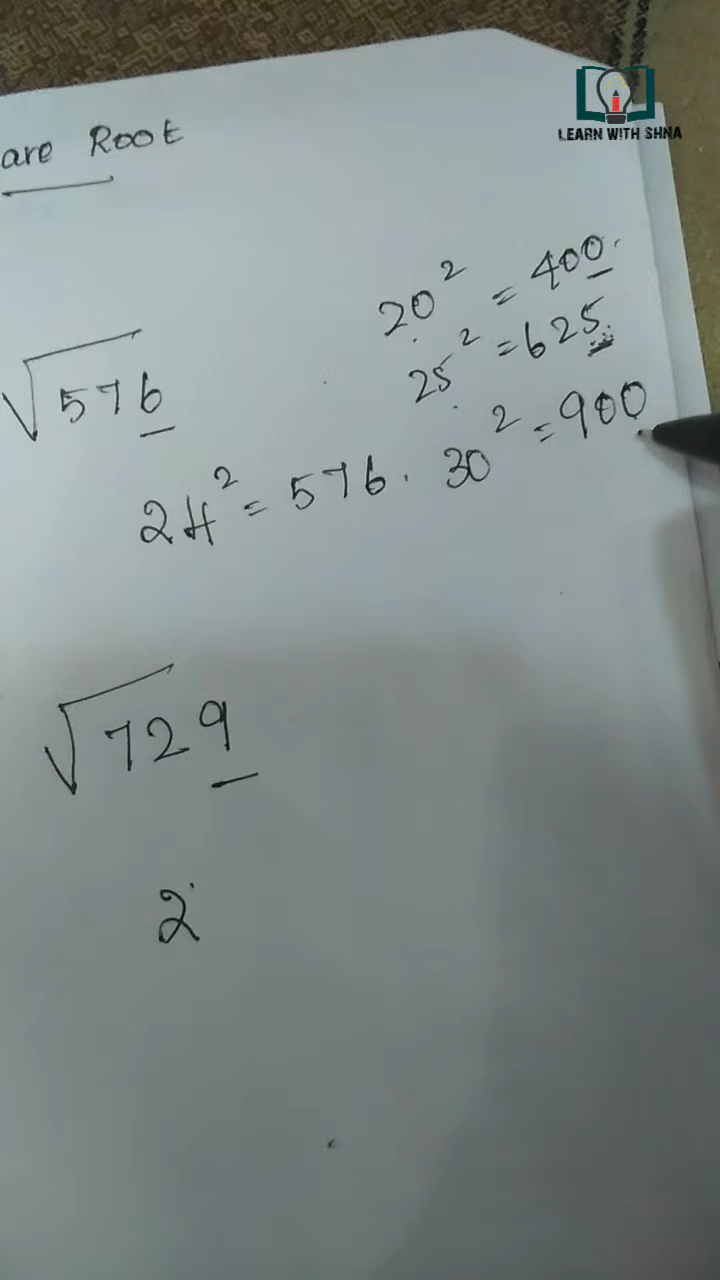 LEARN WITH SHNA
are Root
20² = 400.
25² = 625.
√576
24² = 576. 30² = 900
√729
2